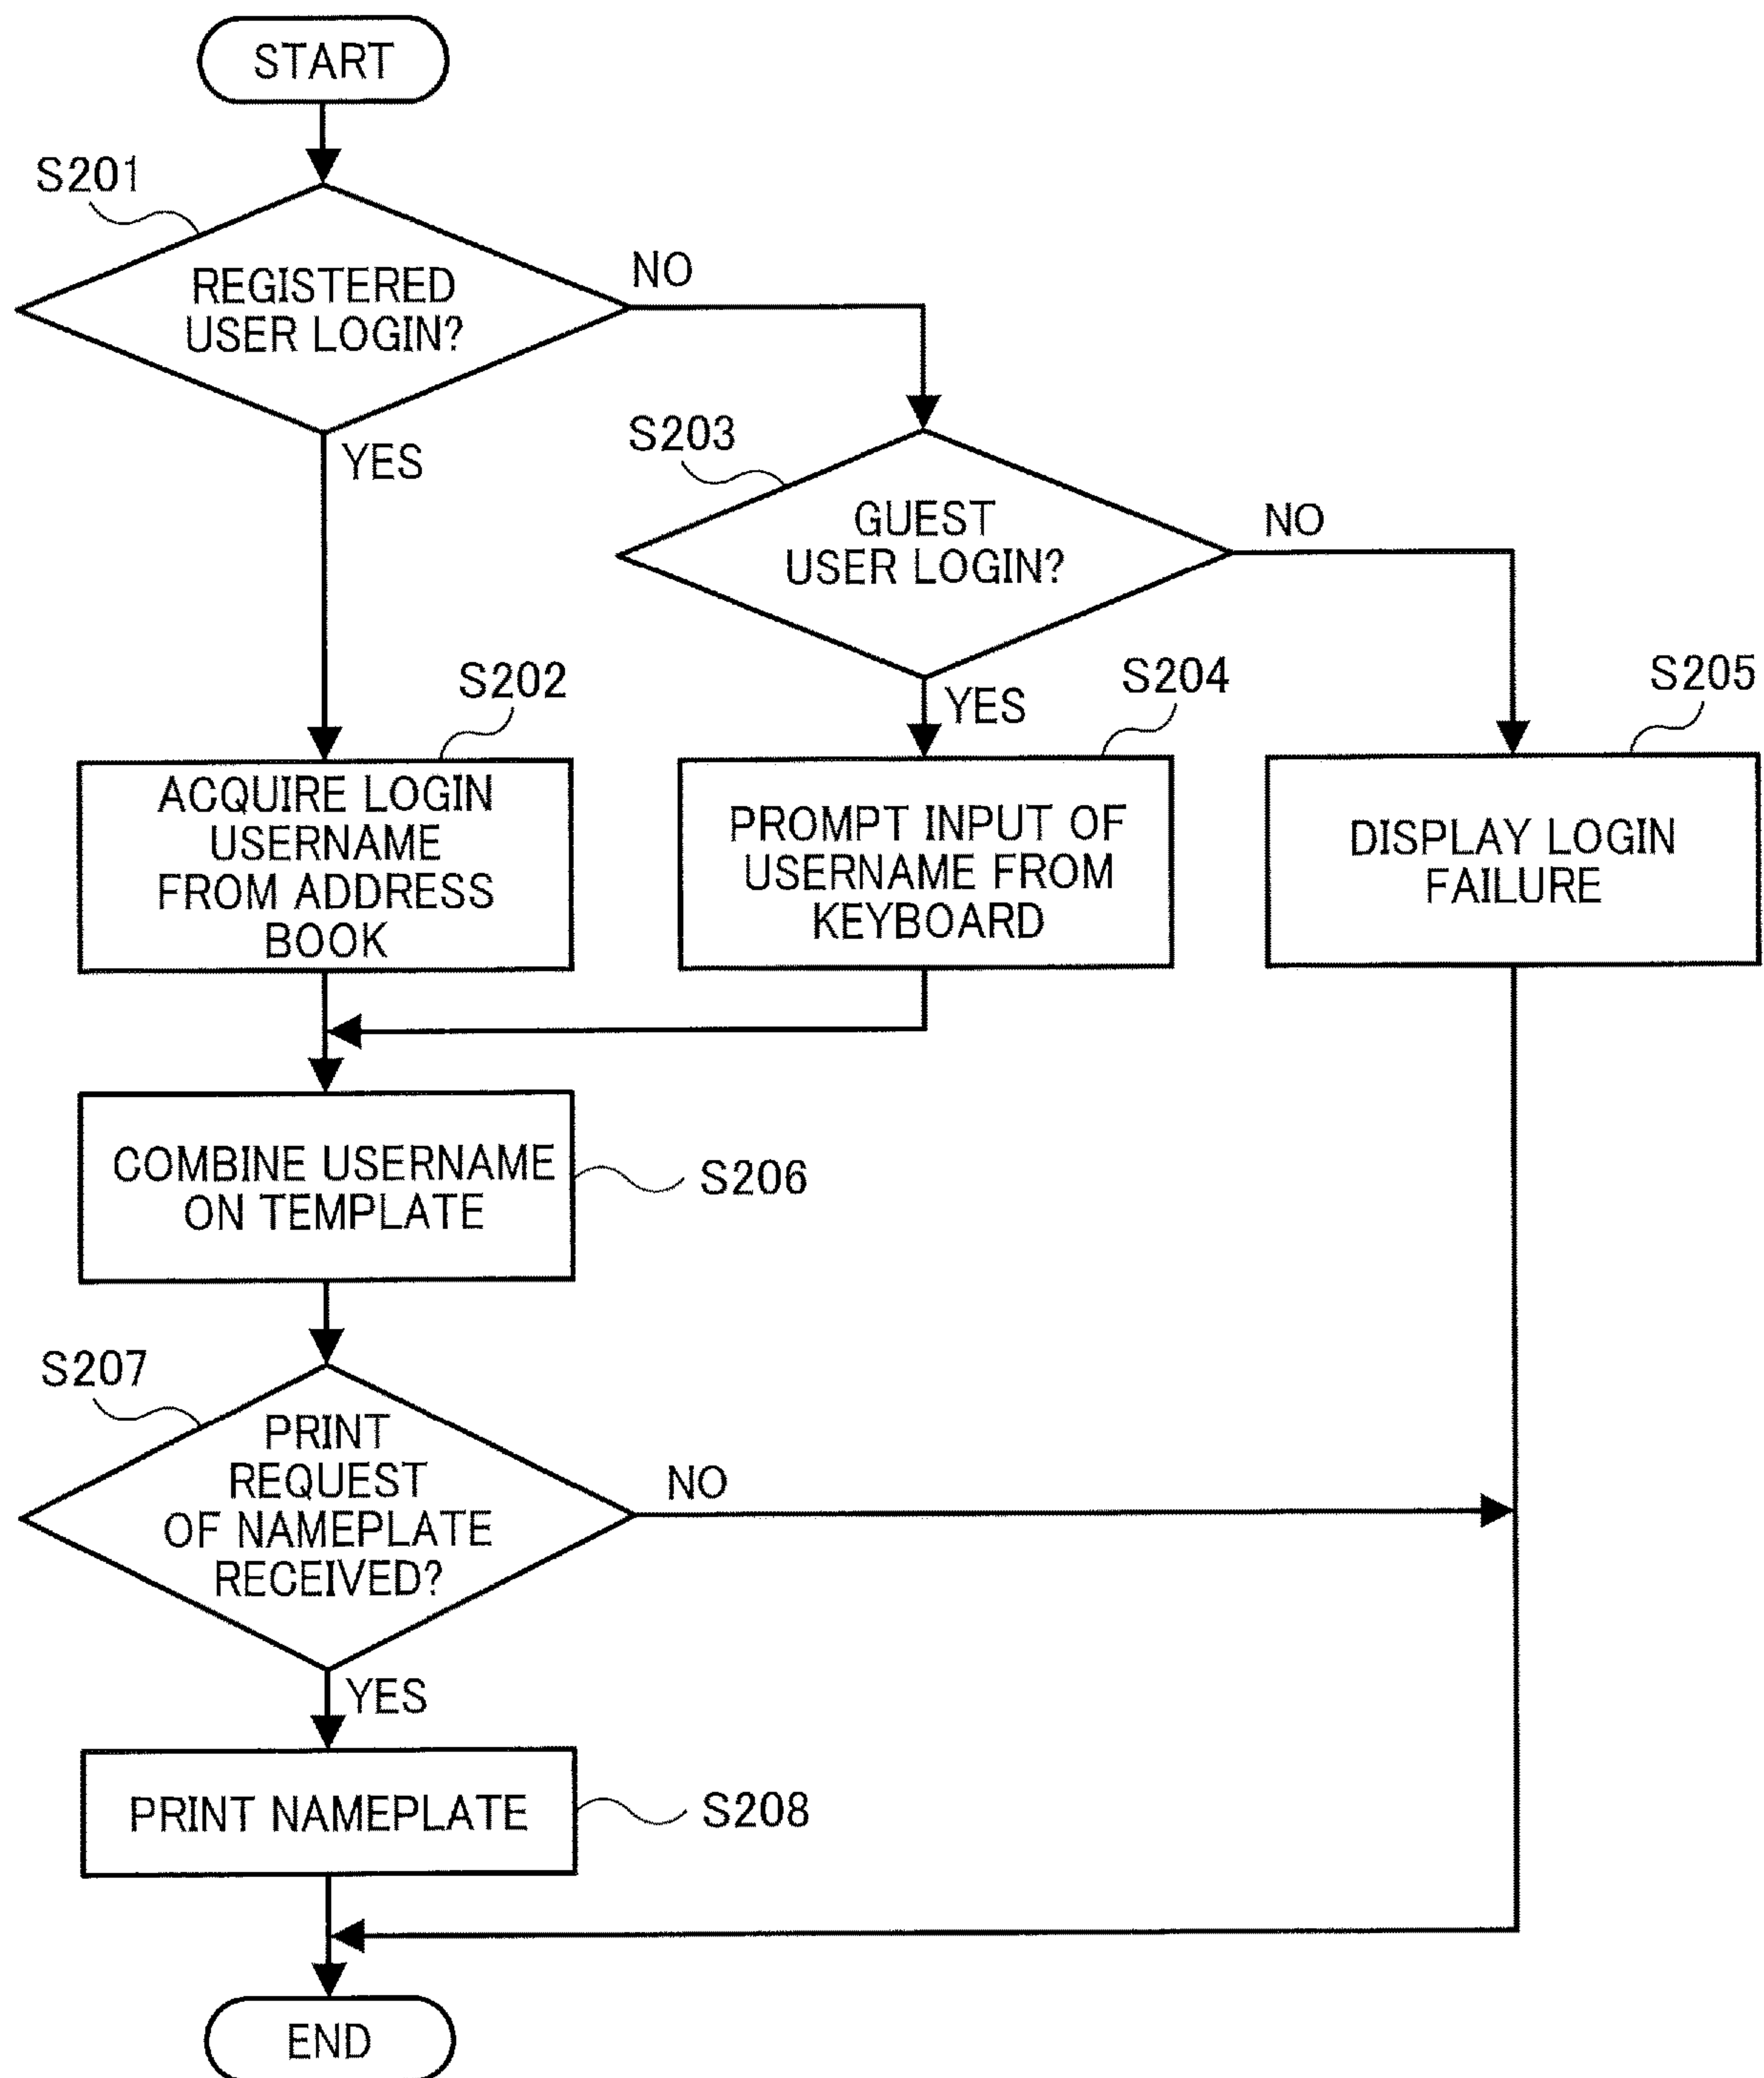 START
S201
REGISTERED
USER LOGIN?
NO
YES
S203
GUEST
USER LOGIN?
NO
YES
S202
ACQUIRE LOGIN
USERNAME
FROM ADDRESS
BOOK
S204
PROMPT INPUT OF
USERNAME FROM
KEYBOARD
S205
DISPLAY LOGIN
FAILURE
COMBINE USERNAME
ON TEMPLATE
S206
S207
PRINT
REQUEST
OF NAMEPLATE
RECEIVED?
NO
YES
PRINT NAMEPLATE
S208
END